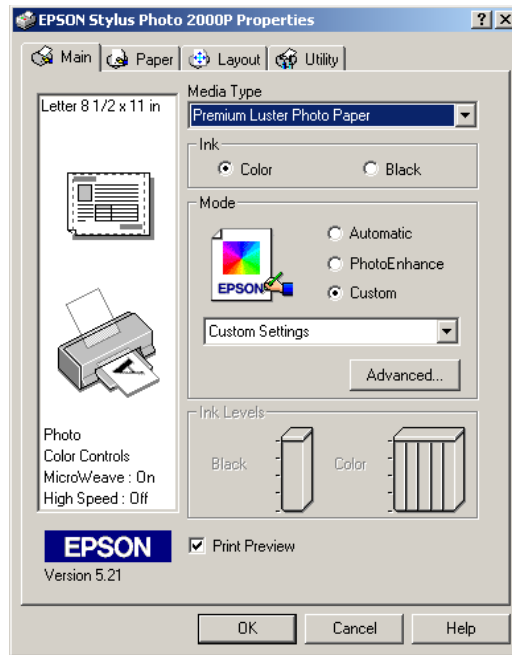 EPSON Stylus Photo 2000P Properties
Main
Paper
Layout
Utility
Letter 8 1/2 x 11 in
Photo
Color Controls
MicroWeave : On
High Speed : Off
EPSON
Version 5.21
Media Type
Premium Luster Photo Paper
Ink
Color
Black
Mode
EPSON
Automatic
PhotoEnhance
Custom
Custom Settings
Advanced...
Ink Levels
Black
Color
Print Preview
OK
Cancel
Help